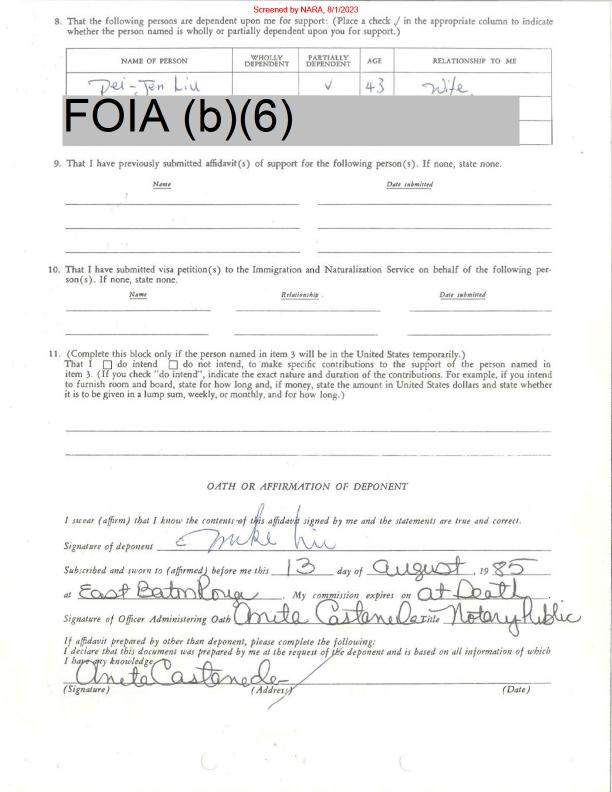 Screened by NARA, 8/1/2023
8. That the following persons are dependent upon me for support: (Place a check √ in the appropriate column to indicate
whether the person named is wholly or partially dependent upon you for support.)
NAME OF PERSON WHOLLY DEPENDENT PARTIALLY DEPENDENT AGE RELATIONSHIP TO ME
Pei-Jen Liu √ 43 Wife
FOIA (b)(6)
9. That I have previously submitted affidavit(s) of support for the following person(s). If none, state none.
Name Date submitted
10. That I have submitted visa petition(s) to the Immigration and Naturalization Service on behalf of the following per-
son(s). If none, state none.
Name Relationship Date submitted
11. (Complete this block only if the person named in item 3 will be in the United States temporarily.)
That I ☐ do intend ☐ do not intend, to make specific contributions to the support of the person named in
item 3. (If you check "do intend", indicate the exact nature and duration of the contributions. For example, if you intend
to furnish room and board, state for how long and, if money, state the amount in United States dollars and state whether
it is to be given in a lump sum, weekly, or monthly, and for how long.)
OATH OR AFFIRMATION OF DEPONENT
I swear (affirm) that I know the contents of this affidavit signed by me and the statements are true and correct.
Signature of deponent Mike Liu
Subscribed and sworn to (affirmed) before me this 13 day of August, 1985
at East Baton Rouge. My commission expires on at Death.
Signature of Officer Administering Oath Anita Castaneda Title Notary Public
If affidavit prepared by other than deponent, please complete the following:
I declare that this document was prepared by me at the request of the deponent and is based on all information of which
I have any knowledge.
Anita Castaneda
(Signature) (Address) (Date)